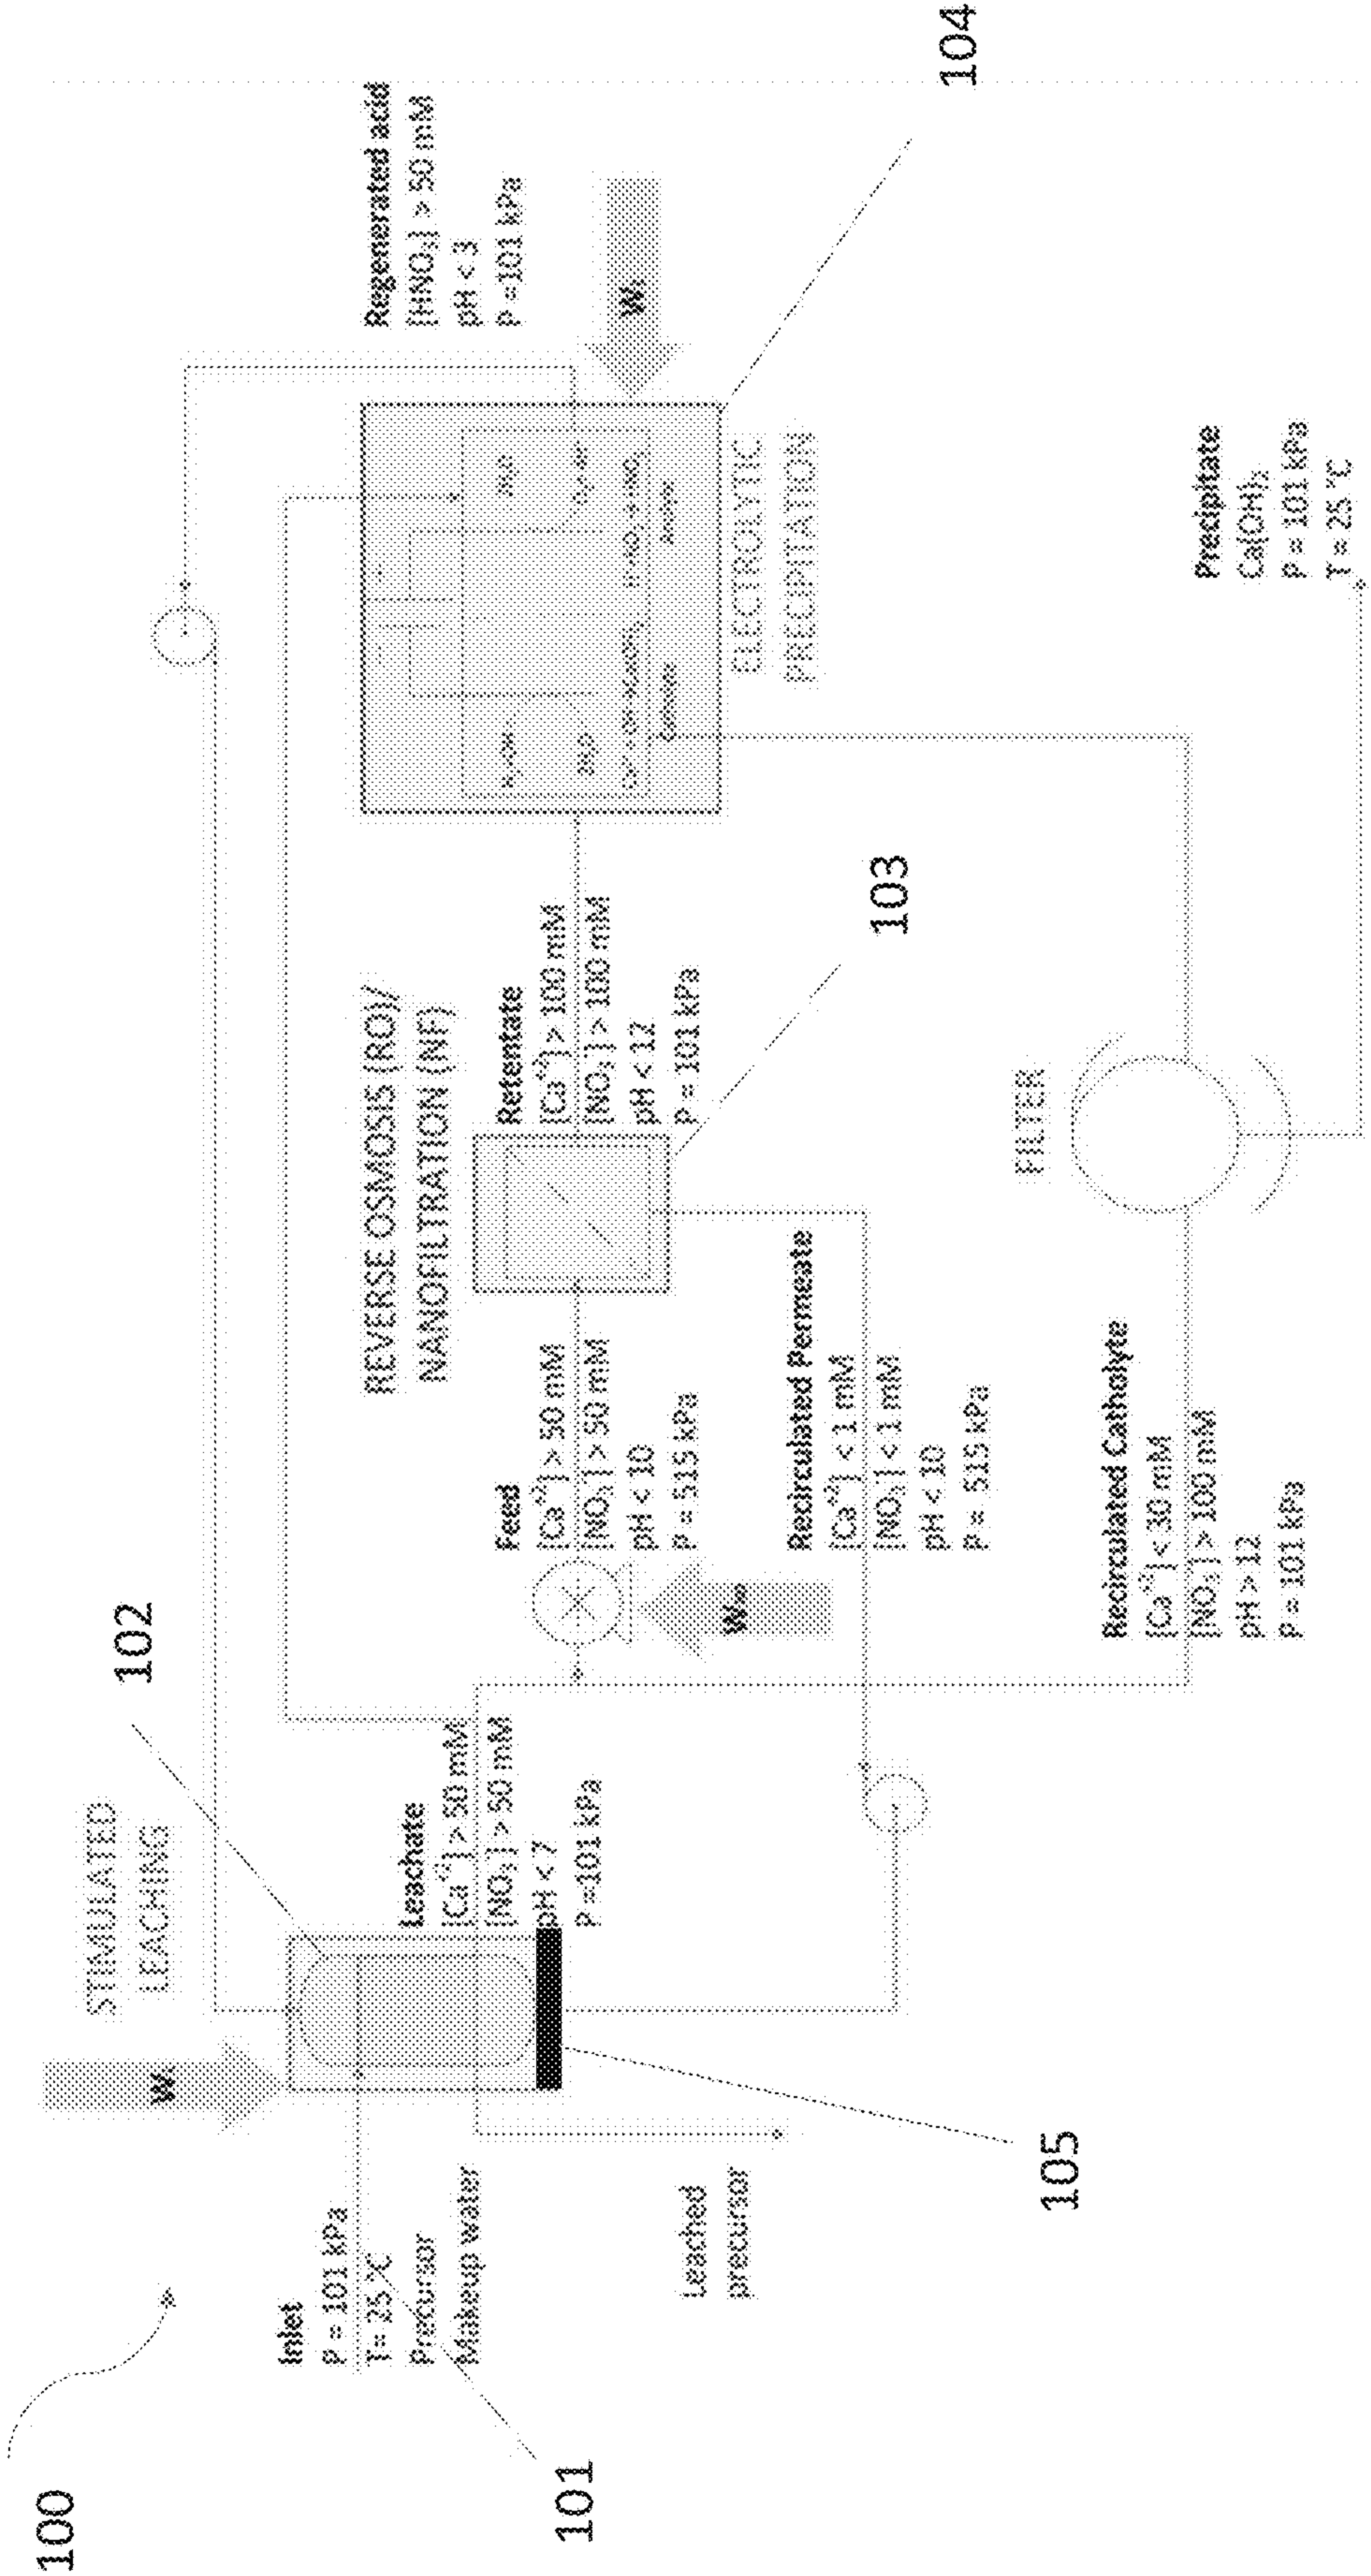 100
STIMULATED
LEACHING
102
W
Inlet
P = 101 kPa
T = 25 °C
Precursor
Makeup water
101
Leached
precursor
105
Leachate
[Ca⁺²] > 50 mM
[NO₃⁻] > 50 mM
pH < 7
P =101 kPa
Feed
[Ca⁺²] > 50 mM
[NO₃⁻] > 50 mM
pH < 10
P = 515 kPa
W
REVERSE OSMOSIS (RO)/
NANOFILTRATION (NF)
Retentate
[Ca⁺²] > 100 mM
[NO₃⁻] > 100 mM
pH < 12
P = 101 kPa
103
Recirculated Permeate
[Ca⁺²] < 1 mM
[NO₃⁻] < 1 mM
pH < 10
P = 515 kPa
Recirculated Catholyte
[Ca⁺²] < 30 mM
[NO₃⁻] > 100 mM
pH > 12
P = 101 kPa
FILTER
ELECTROLYTIC
PRECIPITATION
Regenerated acid
[HNO₃] > 50 mM
pH < 3
P =101 kPa
W
104
Precipitate
Ca(OH)₂
P = 101 kPa
T = 25 °C